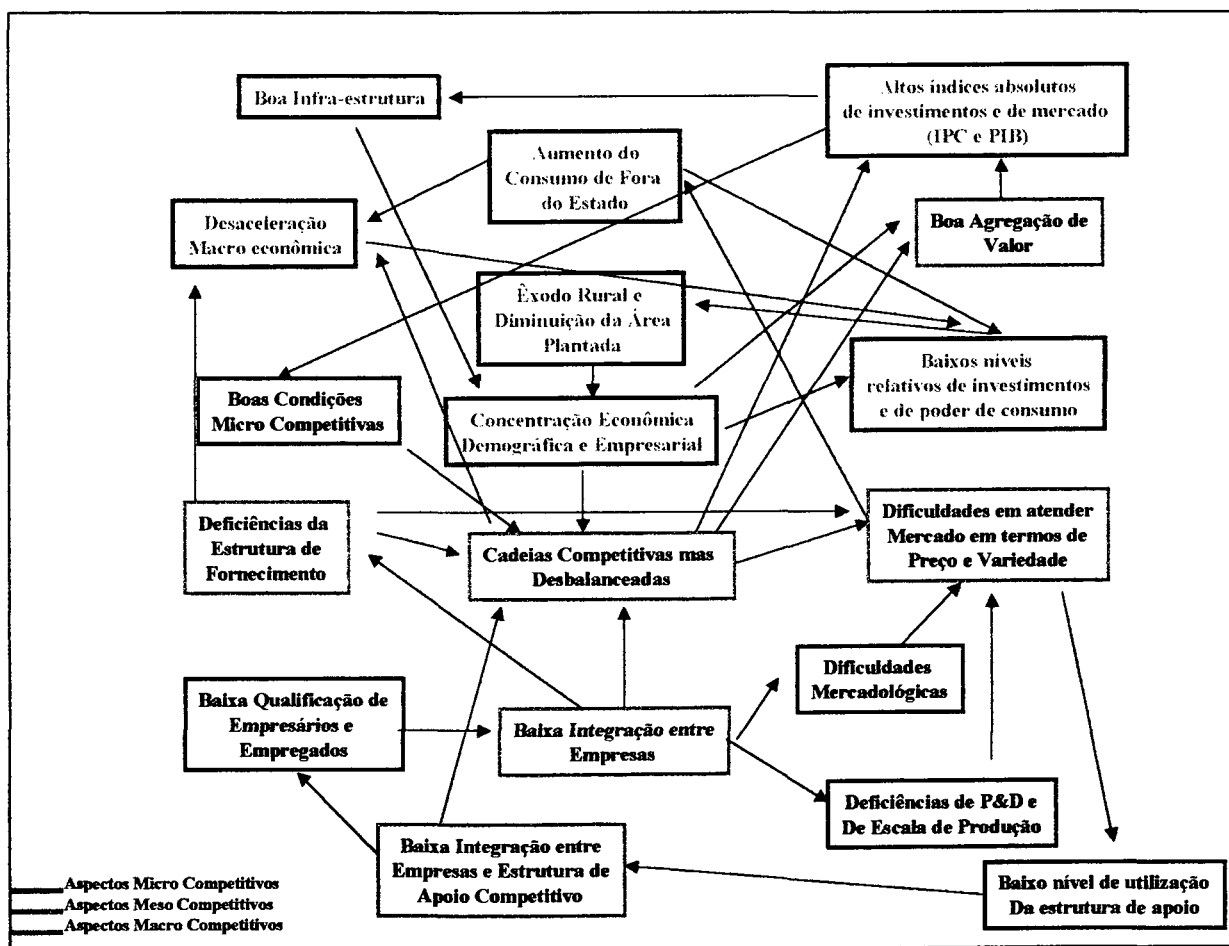 Boa Infra-estrutura
Altos índices absolutos
de investimentos e de mercado
(IPC e PIB)
Aumento do
Consumo de Fora
do Estado
Desaceleração
Macro econômica
Boa Agregação de
Valor
Êxodo Rural e
Diminuição da Área
Plantada
Baixos níveis
relativos de investimentos
e de poder de consumo
Boas Condições
Micro Competitivas
Concentração Econômica
Demográfica e Empresarial
Deficiências da
Estrutura de
Fornecimento
Cadeias Competitivas mas
Desbalanceadas
Dificuldades em atender
Mercado em termos de
Preço e Variedade
Dificuldades
Mercadológicas
Baixa Qualificação de
Empresários e
Empregados
Baixa Integração entre
Empresas
Deficiências de P&D e
De Escala de Produção
Baixa Integração entre
Empresas e Estrutura de
Apoio Competitivo
Baixo nível de utilização
Da estrutura de apoio
Aspectos Micro Competitivos
Aspectos Meso Competitivos
Aspectos Macro Competitivos